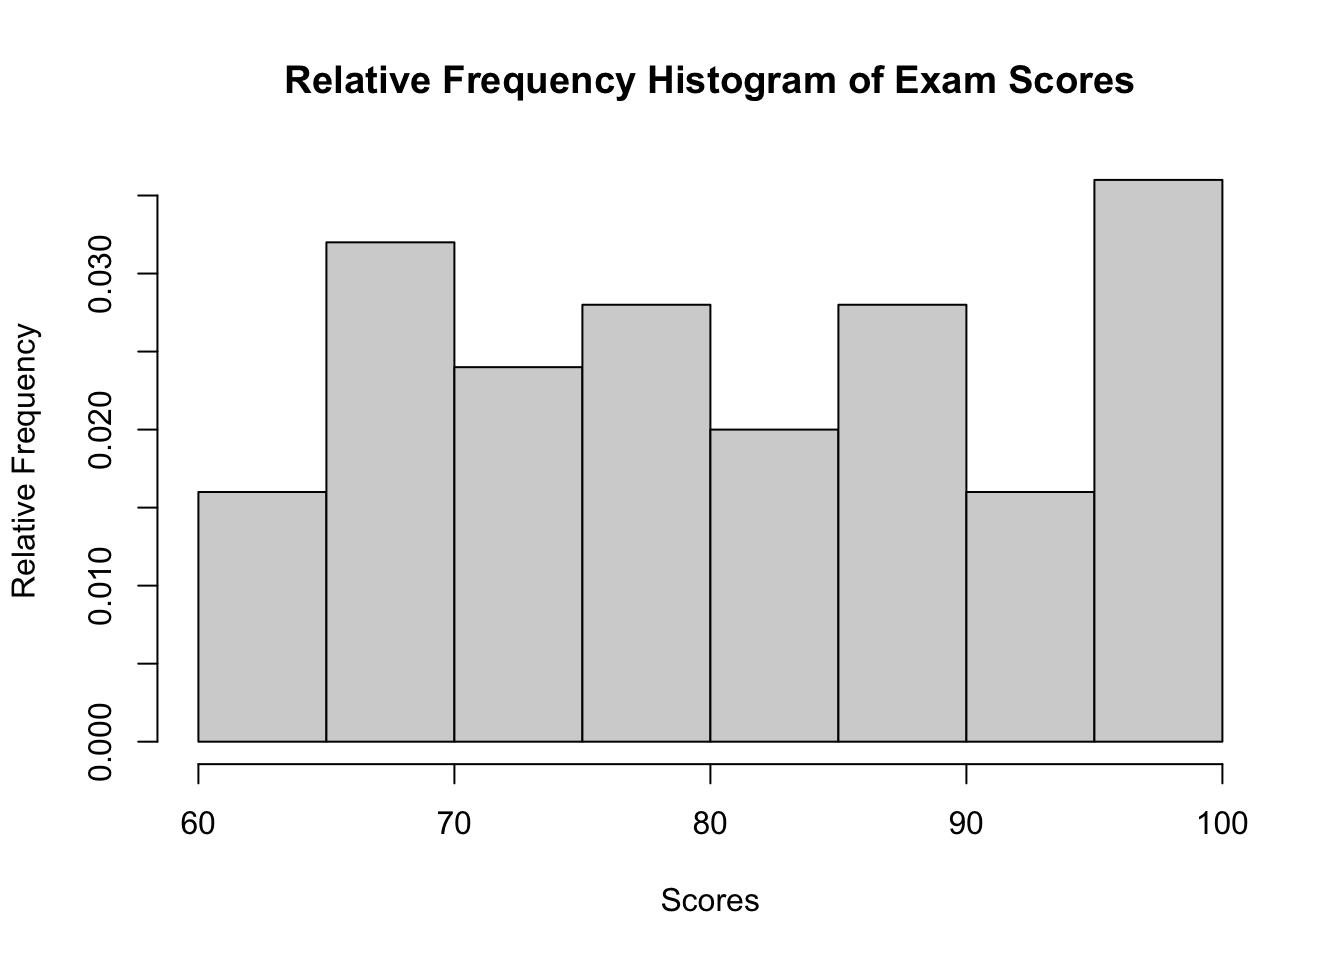 Relative Frequency Histogram of Exam Scores
Relative Frequency
0.030
0.020
0.010
0.000
60 70 80 90 100
Scores